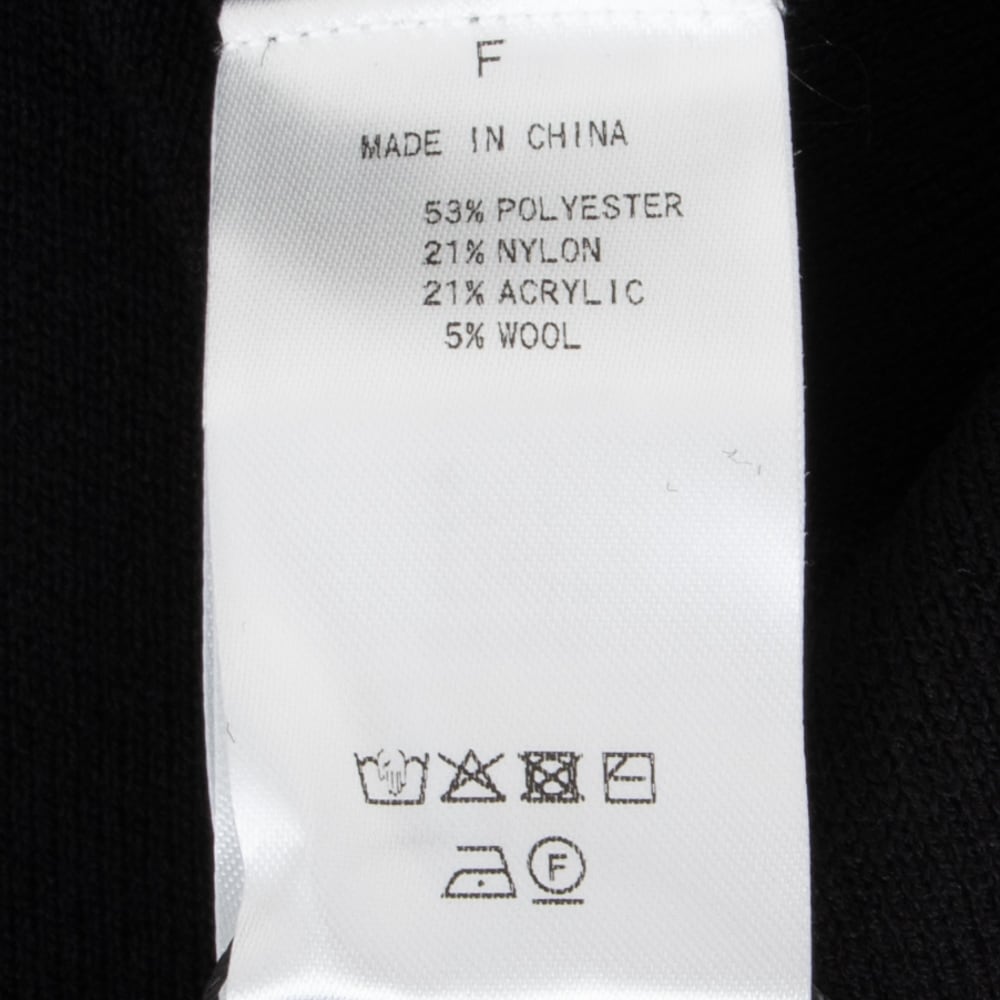 F
MADE IN CHINA
53% POLYESTER
21% NYLON
21% ACRYLIC
5% WOOL
F